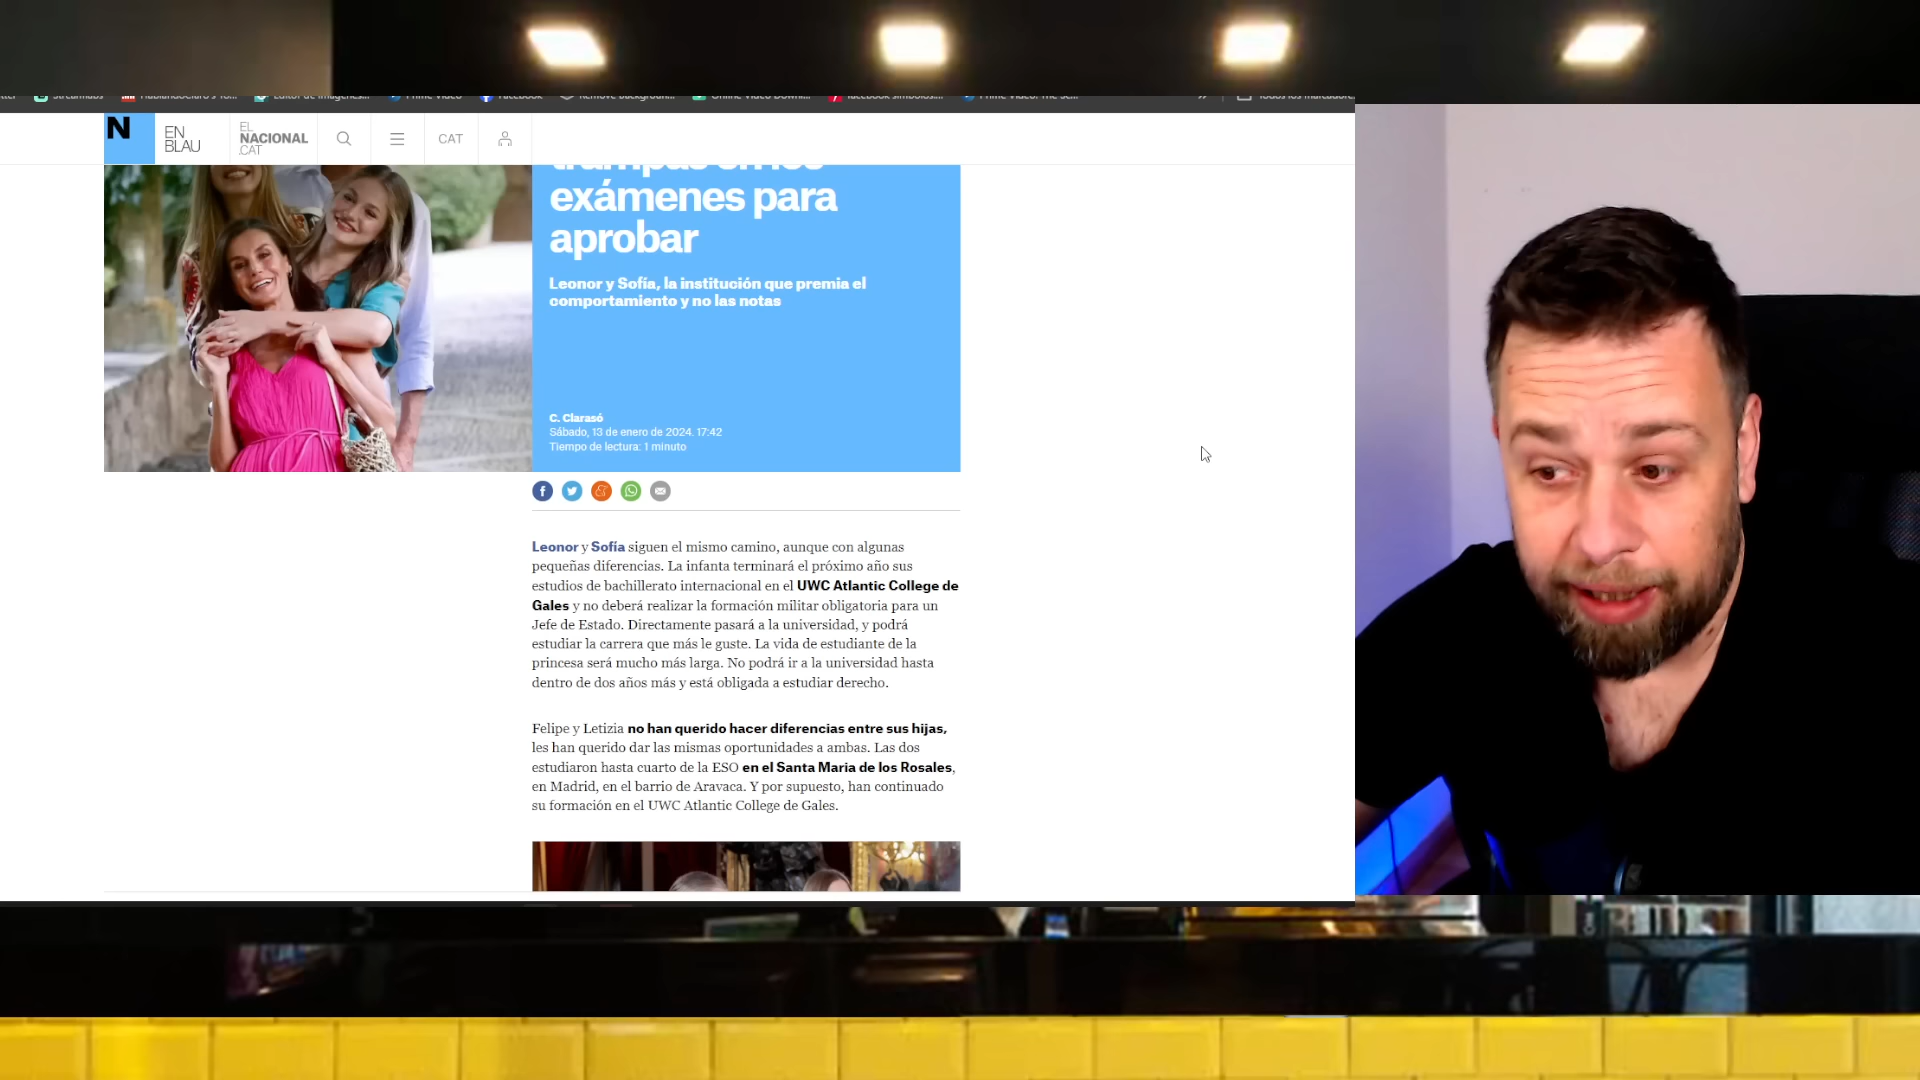 Streamlabs
Prime Video
Facebook
N
EN
BLAU
EL
NACIONAL
.CAT
CAT
trampas en los
exámenes para
aprobar
Leonor y Sofía, la institución que premia el
comportamiento y no las notas
C. Clarasó
Sábado, 13 de enero de 2024. 17:42
Tiempo de lectura: 1 minuto
Leonor y Sofía siguen el mismo camino, aunque con algunas
pequeñas diferencias. La infanta terminará el próximo año sus
estudios de bachillerato internacional en el UWC Atlantic College de
Gales y no deberá realizar la formación militar obligatoria para un
Jefe de Estado. Directamente pasará a la universidad, y podrá
estudiar la carrera que más le guste. La vida de estudiante de la
princesa será mucho más larga. No podrá ir a la universidad hasta
dentro de dos años más y está obligada a estudiar derecho.
Felipe y Letizia no han querido hacer diferencias entre sus hijas,
les han querido dar las mismas oportunidades a ambas. Las dos
estudiaron hasta cuarto de la ESO en el Santa María de los Rosales,
en Madrid, en el barrio de Aravaca. Y por supuesto, han continuado
su formación en el UWC Atlantic College de Gales.